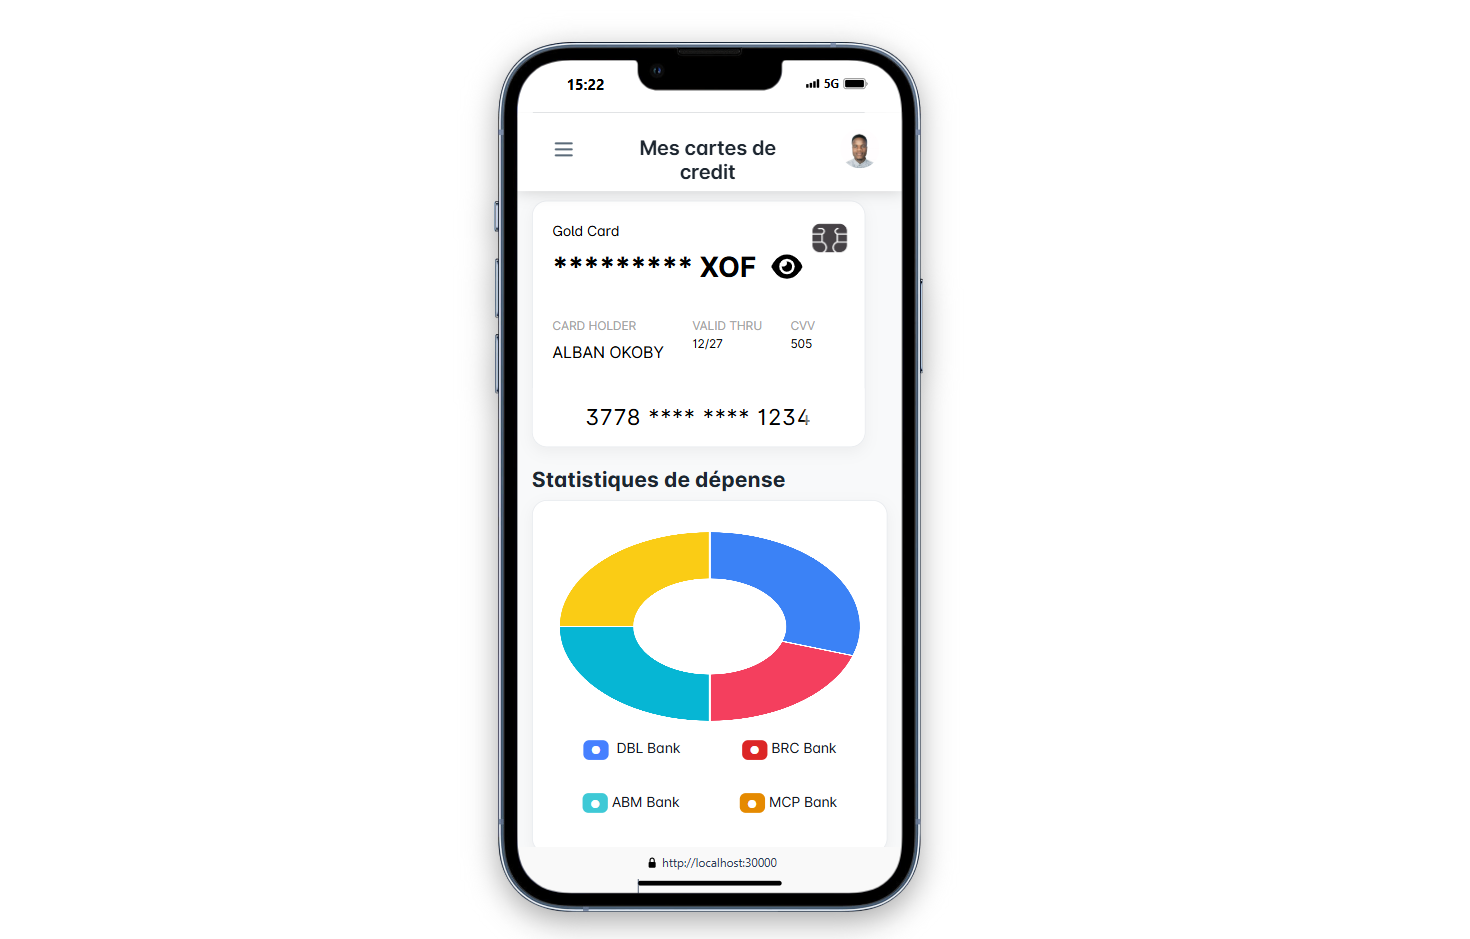 15:22
5G
Mes cartes de
credit
Gold Card
********* XOF
CARD HOLDER VALID THRU CVV
ALBAN OKOBY 12/27 505
3778 **** **** 1234
Statistiques de dépense
DBL Bank BRC Bank
ABM Bank MCP Bank
http://localhost:30000